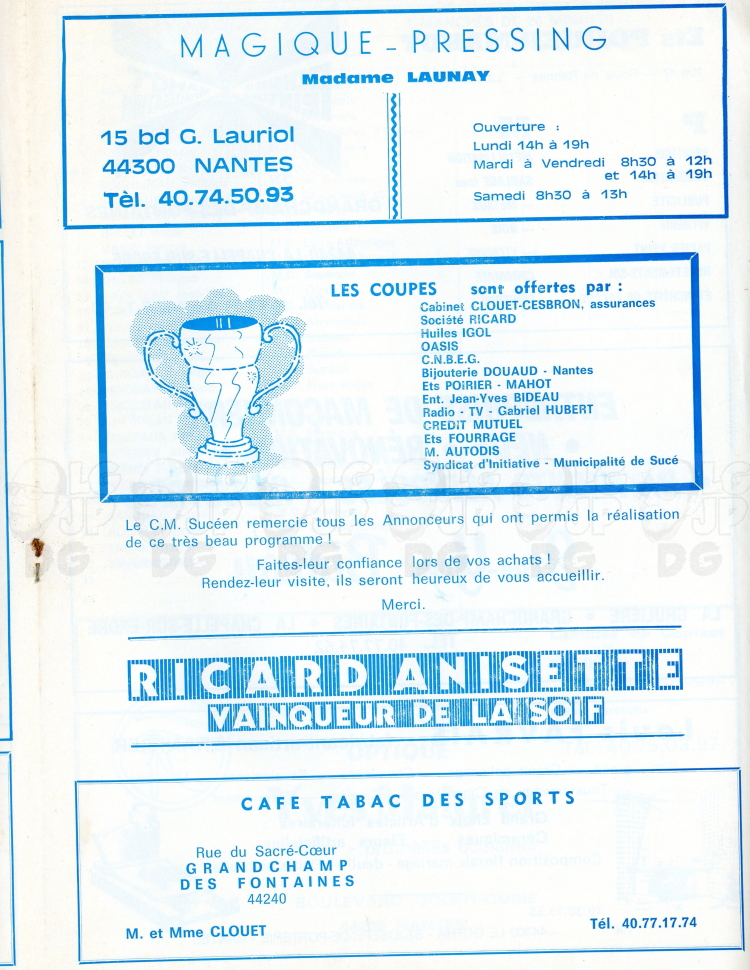 MAGIQUE - PRESSING
Madame LAUNAY
15 bd G. Lauriol
44300 NANTES
Tèl. 40.74.50.93
Ouverture :
Lundi 14h à 19h
Mardi à Vendredi 8h30 à 12h
et 14h à 19h
Samedi 8h30 à 13h
LES COUPES sont offertes par :
Cabinet CLOUET-CESBRON, assurances
Société RICARD
Huiles IGOL
OASIS
C.N.B.E.G.
Bijouterie DOUAUD - Nantes
Ets POiRIER - MAHOT
Ent. Jean-Yves BIDEAU
Radio - TV - Gabriel HUBERT
CREDIT MUTUEL
Ets FOURRAGE
M. AUTODIS
Syndicat d'Initiative - Municipalité de Sucé
Le C.M. Sucéen remercie tous les Annonceurs qui ont permis la réalisation
de ce très beau programme !
Faites-leur confiance lors de vos achats !
Rendez-leur visite, ils seront heureux de vous accueillir.
Merci.
RICARD ANISETTE
VAINQUEUR DE LA SOIF
CAFE TABAC DES SPORTS
Rue du Sacré-Cœur
GRANDCHAMP
DES FONTAINES
44240
M. et Mme CLOUET
Tél. 40.77.17.74